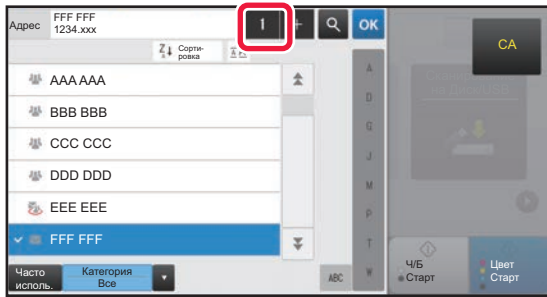 Адрес
FFF FFF
1234.xxx
1
+
OK
CA
Z
A
Сорти-
ровка
AAA AAA
BBB BBB
CCC CCC
DDD DDD
EEE EEE
FFF FFF
A
D
G
J
M
P
T
W
ABC
Часто
исполь.
Категория
Все
Ч/Б
Старт
Цвет
Старт